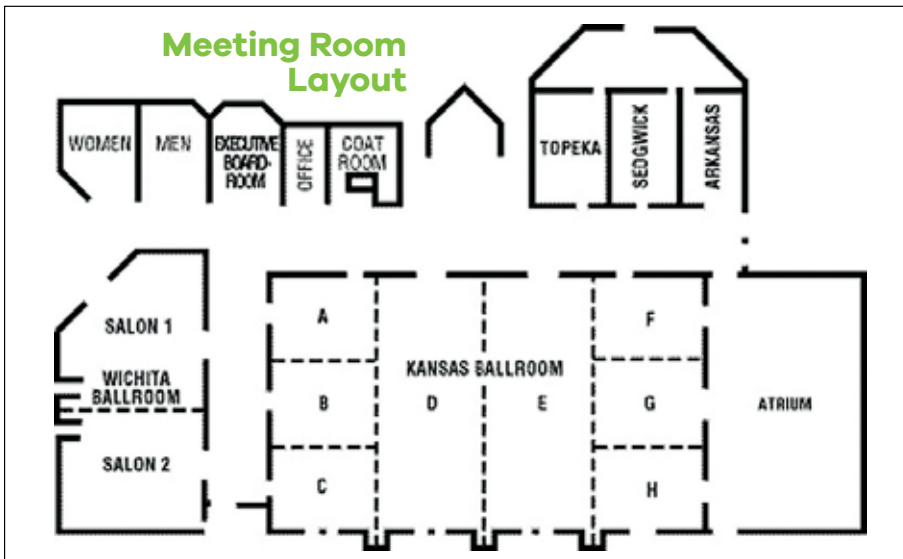 Meeting Room
Layout
WOMEN
MEN
EXECUTIVE
BOARD-
ROOM
OFFICE
COAT
ROOM
TOPEKA
SEDGWICK
ARKANSAS
SALON 1
WICHITA
BALLROOM
SALON 2
A
B
C
KANSAS BALLROOM
D
E
F
G
H
ATRIUM